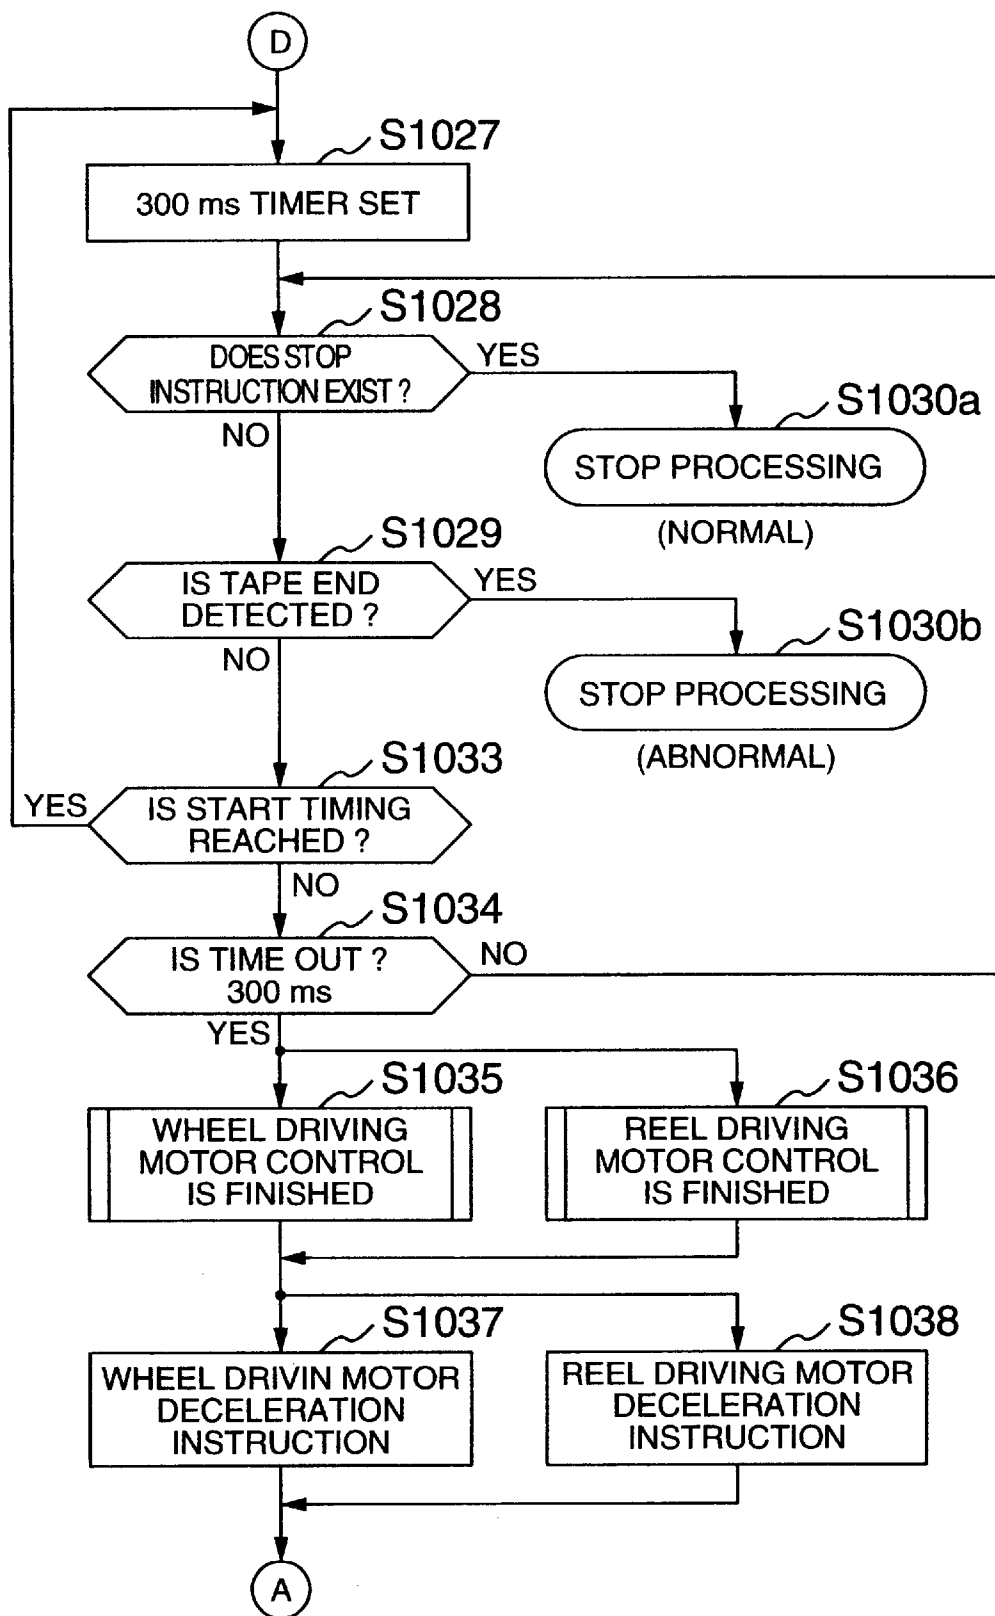 D
S1027
300 ms TIMER SET
S1028
DOES STOP
INSTRUCTION EXIST ?
YES
NO
S1030a
STOP PROCESSING
(NORMAL)
S1029
IS TAPE END
DETECTED ?
YES
NO
S1030b
STOP PROCESSING
(ABNORMAL)
S1033
YES
IS START TIMING
REACHED ?
NO
S1034
IS TIME OUT ?
300 ms
NO
YES
S1035
WHEEL DRIVING
MOTOR CONTROL
IS FINISHED
S1036
REEL DRIVING
MOTOR CONTROL
IS FINISHED
S1037
WHEEL DRIVIN MOTOR
DECELERATION
INSTRUCTION
S1038
REEL DRIVING MOTOR
DECELERATION
INSTRUCTION
A